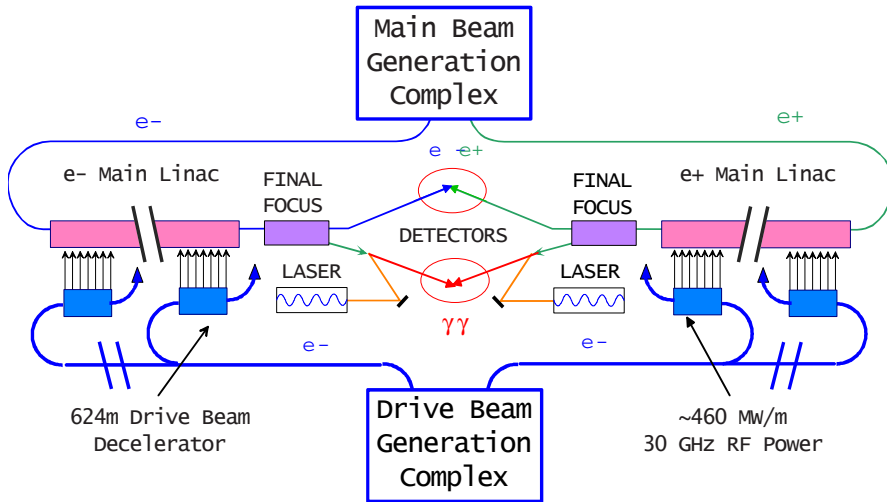 Main Beam
Generation
Complex
e-
e+
e - e+
e- Main Linac
e+ Main Linac
FINAL
FOCUS
FINAL
FOCUS
DETECTORS
LASER
LASER
γγ
e-
e-
624m Drive Beam
Decelerator
Drive Beam
Generation
Complex
~460 MW/m
30 GHz RF Power